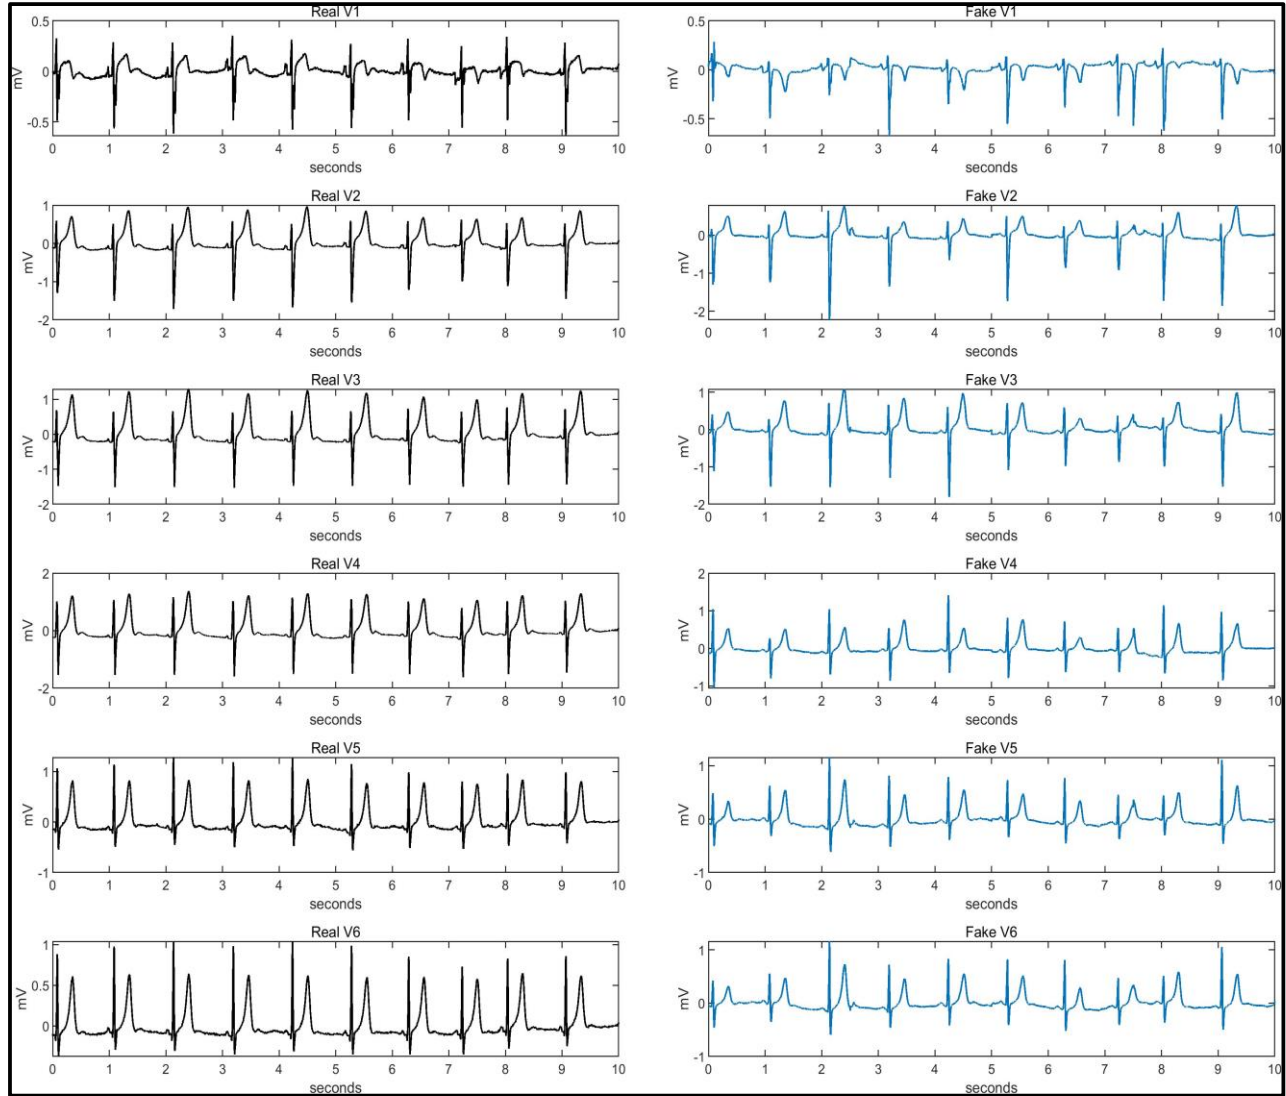 Real V1
0.5
0
-0.5
mV
0 1 2 3 4 5 6 7 8 9 10
seconds
Fake V1
0.5
0
-0.5
mV
0 1 2 3 4 5 6 7 8 9 10
seconds
Real V2
1
0
-1
-2
mV
0 1 2 3 4 5 6 7 8 9 10
seconds
Fake V2
0
-1
-2
mV
0 1 2 3 4 5 6 7 8 9 10
seconds
Real V3
1
0
-1
-2
mV
0 1 2 3 4 5 6 7 8 9 10
seconds
Fake V3
1
0
-1
-2
mV
0 1 2 3 4 5 6 7 8 9 10
seconds
Real V4
2
0
-2
mV
0 1 2 3 4 5 6 7 8 9 10
seconds
Fake V4
2
1
0
-1
mV
0 1 2 3 4 5 6 7 8 9 10
seconds
Real V5
1
0
-1
mV
0 1 2 3 4 5 6 7 8 9 10
seconds
Fake V5
1
0
-1
mV
0 1 2 3 4 5 6 7 8 9 10
seconds
Real V6
1
0.5
0
mV
0 1 2 3 4 5 6 7 8 9 10
seconds
Fake V6
1
0
-1
mV
0 1 2 3 4 5 6 7 8 9 10
seconds